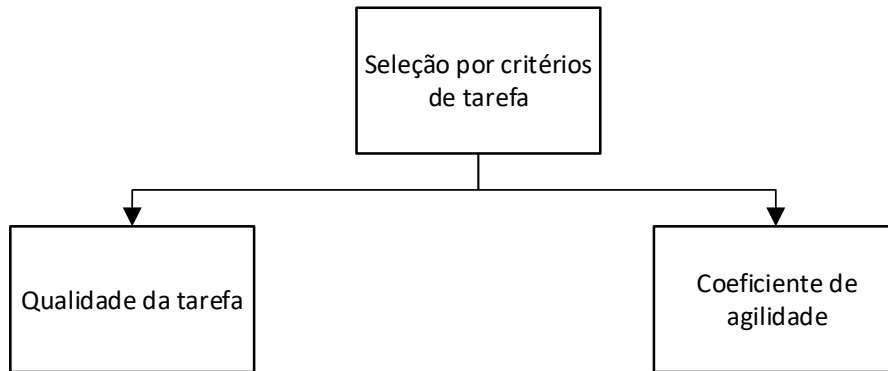 Seleção por critérios
de tarefa
Qualidade da tarefa
Coeficiente de
agilidade